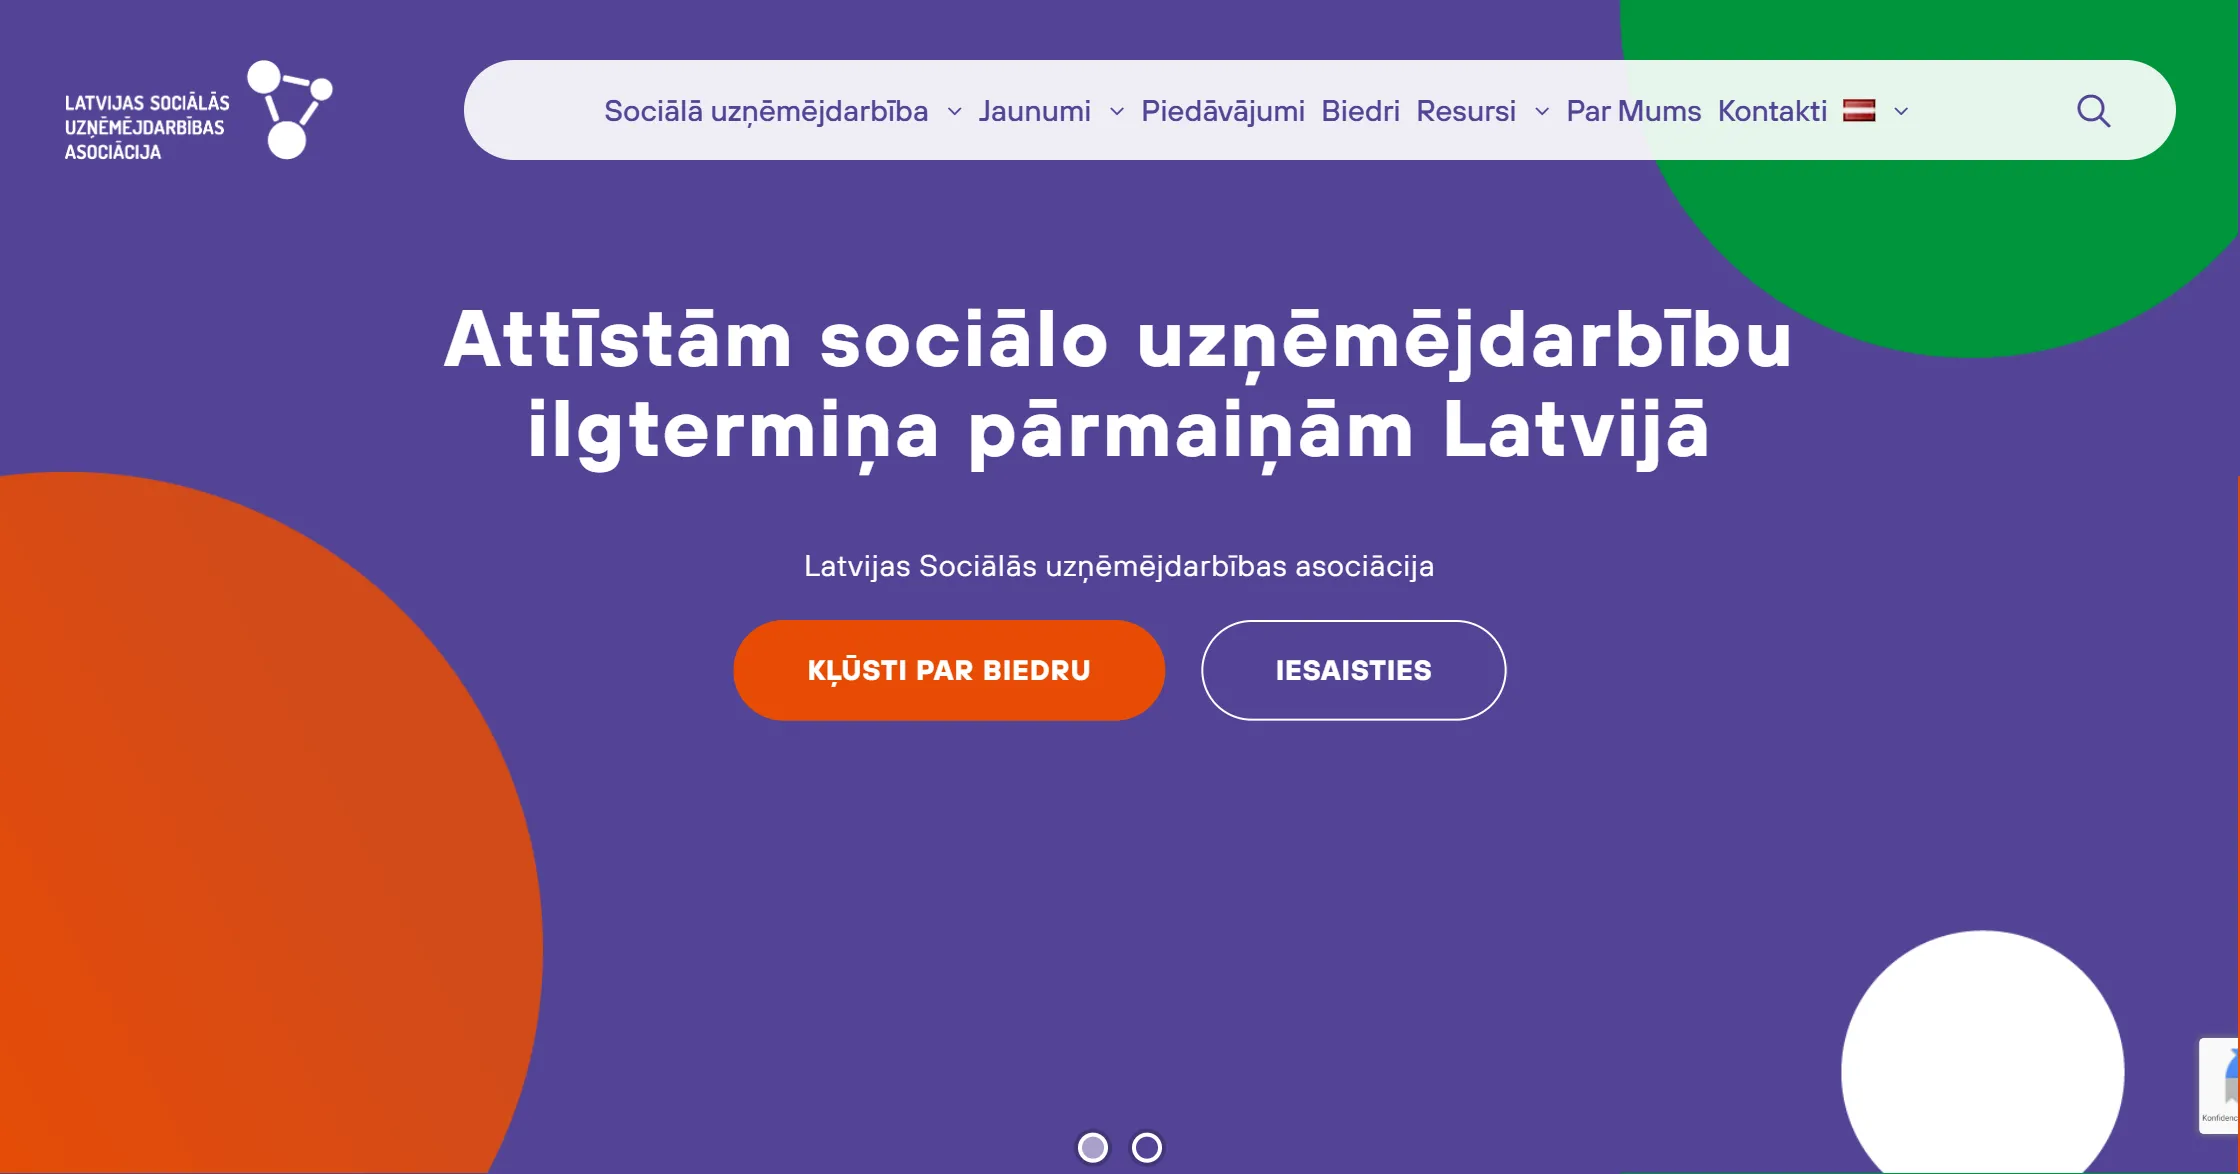 LATVIJAS SOCIĀLĀS
UZŅĒMĒJDARBĪBAS
ASOCIĀCIJA
Sociālā uzņēmējdarbība Jaunumi Piedāvājumi Biedri Resursi Par Mums Kontakti
Attīstām sociālo uzņēmējdarbību
ilgtermiņa pārmaiņām Latvijā
Latvijas Sociālās uzņēmējdarbības asociācija
KĻŪSTI PAR BIEDRU IESAISTIES